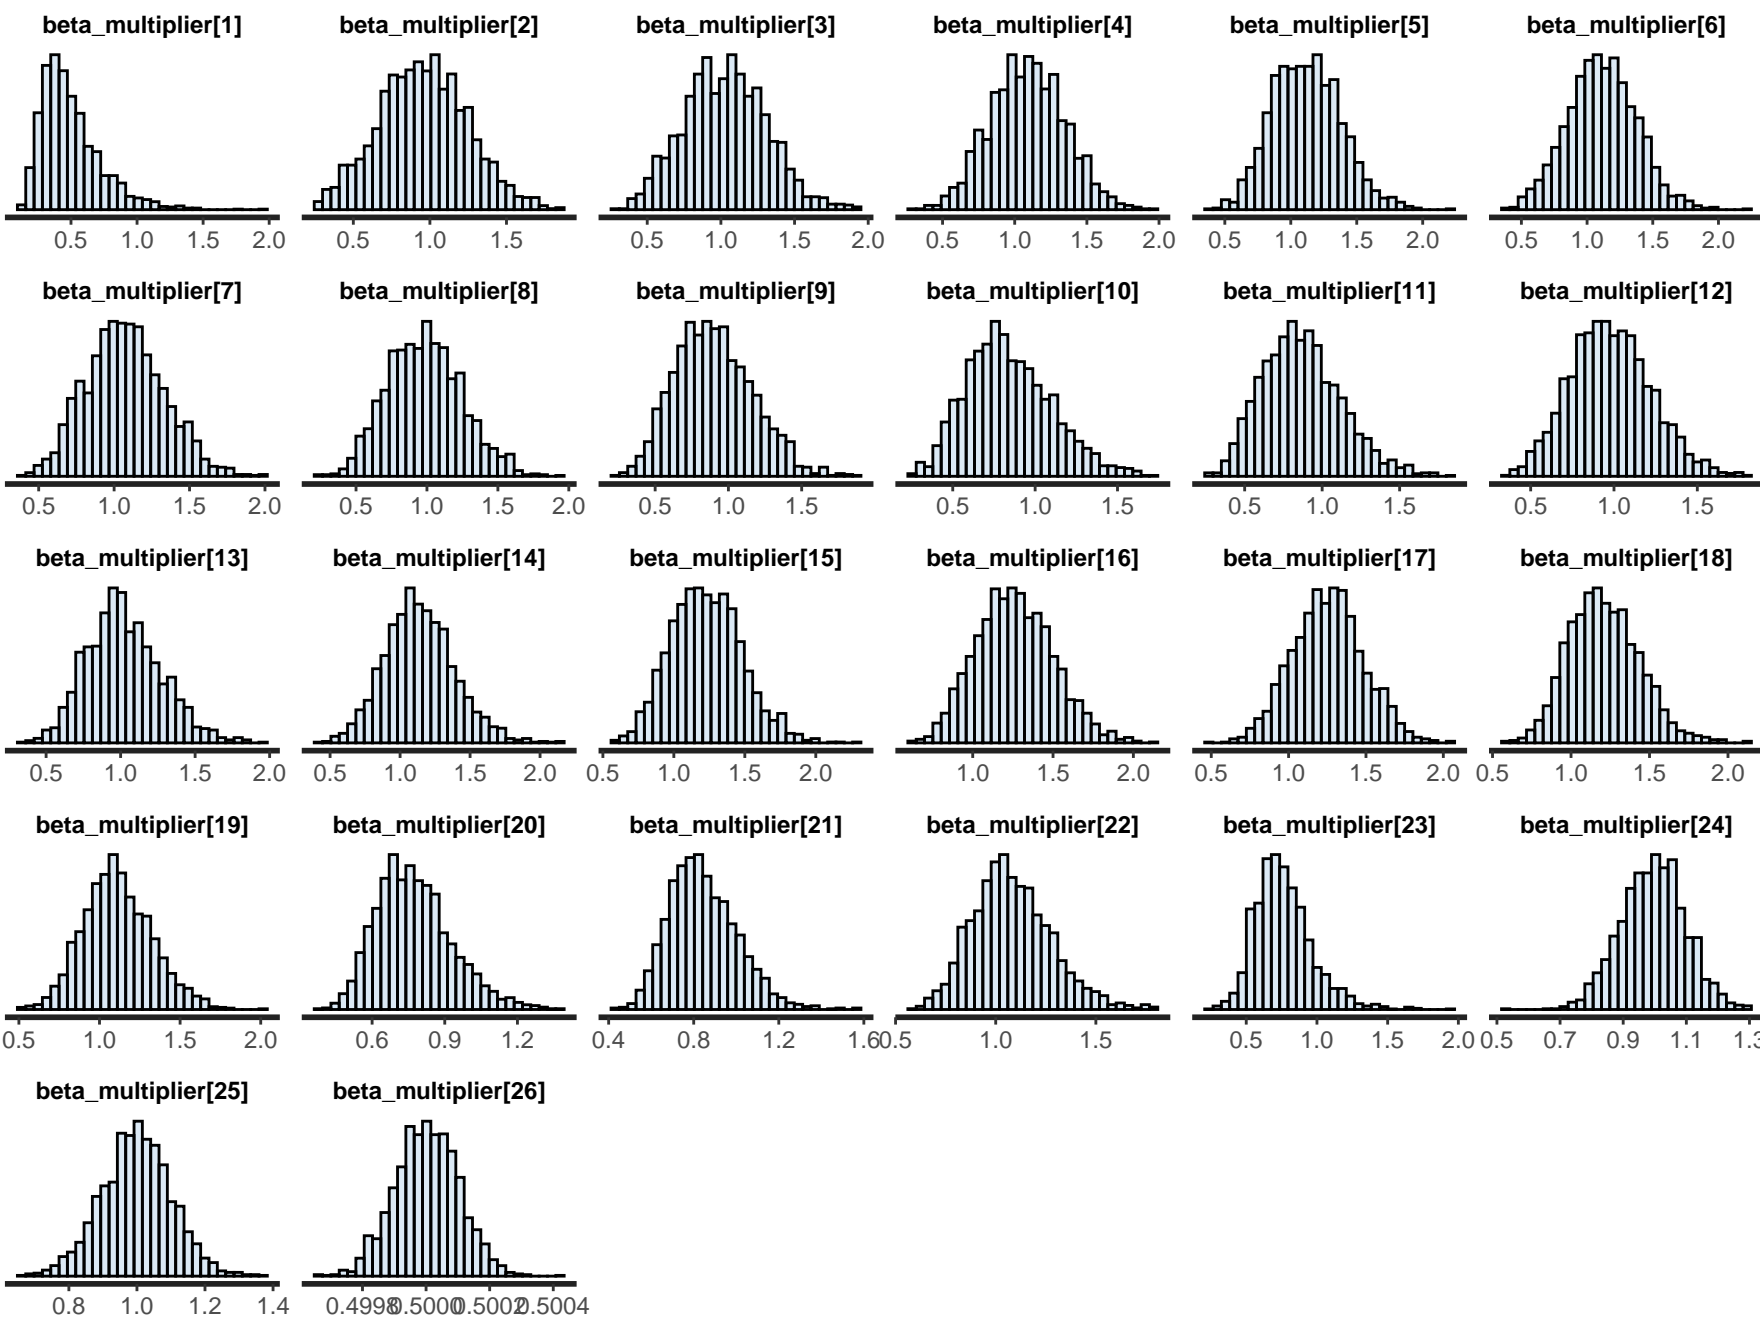 beta_multiplier[1] beta_multiplier[2] beta_multiplier[3] beta_multiplier[4] beta_multiplier[5] beta_multiplier[6]
0.5 1.0 1.5 2.0 0.5 1.0 1.5 0.5 1.0 1.5 2.0 0.5 1.0 1.5 2.0 0.5 1.0 1.5 2.0 0.5 1.0 1.5 2.0
beta_multiplier[7] beta_multiplier[8] beta_multiplier[9] beta_multiplier[10] beta_multiplier[11] beta_multiplier[12]
0.5 1.0 1.5 2.0 0.5 1.0 1.5 2.0 0.5 1.0 1.5 0.5 1.0 1.5 0.5 1.0 1.5 0.5 1.0 1.5
beta_multiplier[13] beta_multiplier[14] beta_multiplier[15] beta_multiplier[16] beta_multiplier[17] beta_multiplier[18]
0.5 1.0 1.5 2.0 0.5 1.0 1.5 2.0 0.5 1.0 1.5 2.0 1.0 1.5 2.0 0.5 1.0 1.5 2.0 0.5 1.0 1.5 2.0
beta_multiplier[19] beta_multiplier[20] beta_multiplier[21] beta_multiplier[22] beta_multiplier[23] beta_multiplier[24]
0.5 1.0 1.5 2.0 0.6 0.9 1.2 0.4 0.8 1.2 1.6 0.5 1.0 1.5 0.5 1.0 1.5 2.0 0.5 0.7 0.9 1.1 1.3
beta_multiplier[25] beta_multiplier[26]
0.8 1.0 1.2 1.4 0.4998 0.5000 0.5002 0.5004